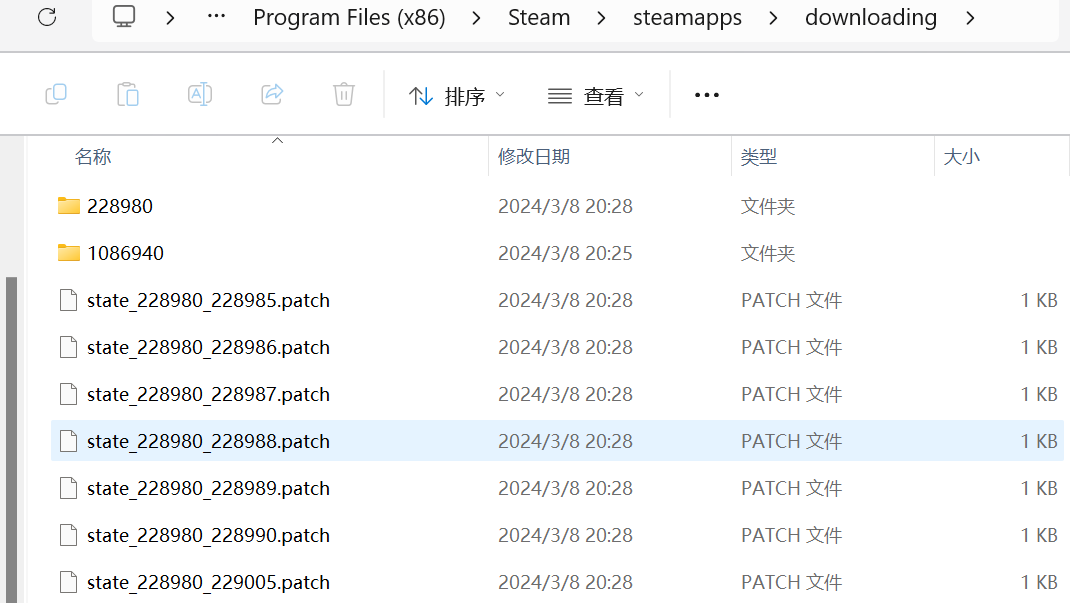 Program Files (x86) Steam steamapps downloading
排序 查看
名称 修改日期 类型 大小
228980 2024/3/8 20:28 文件夹
1086940 2024/3/8 20:25 文件夹
state_228980_228985.patch 2024/3/8 20:28 PATCH 文件 1 KB
state_228980_228986.patch 2024/3/8 20:28 PATCH 文件 1 KB
state_228980_228987.patch 2024/3/8 20:28 PATCH 文件 1 KB
state_228980_228988.patch 2024/3/8 20:28 PATCH 文件 1 KB
state_228980_228989.patch 2024/3/8 20:28 PATCH 文件 1 KB
state_228980_228990.patch 2024/3/8 20:28 PATCH 文件 1 KB
state_228980_229005.patch 2024/3/8 20:28 PATCH 文件 1 KB